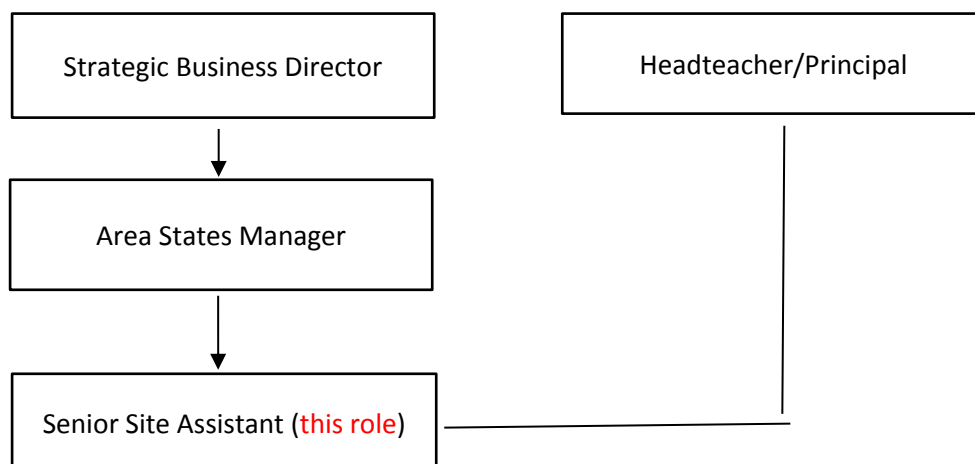 Strategic Business Director
Headteacher/Principal
Area States Manager
Senior Site Assistant (this role)